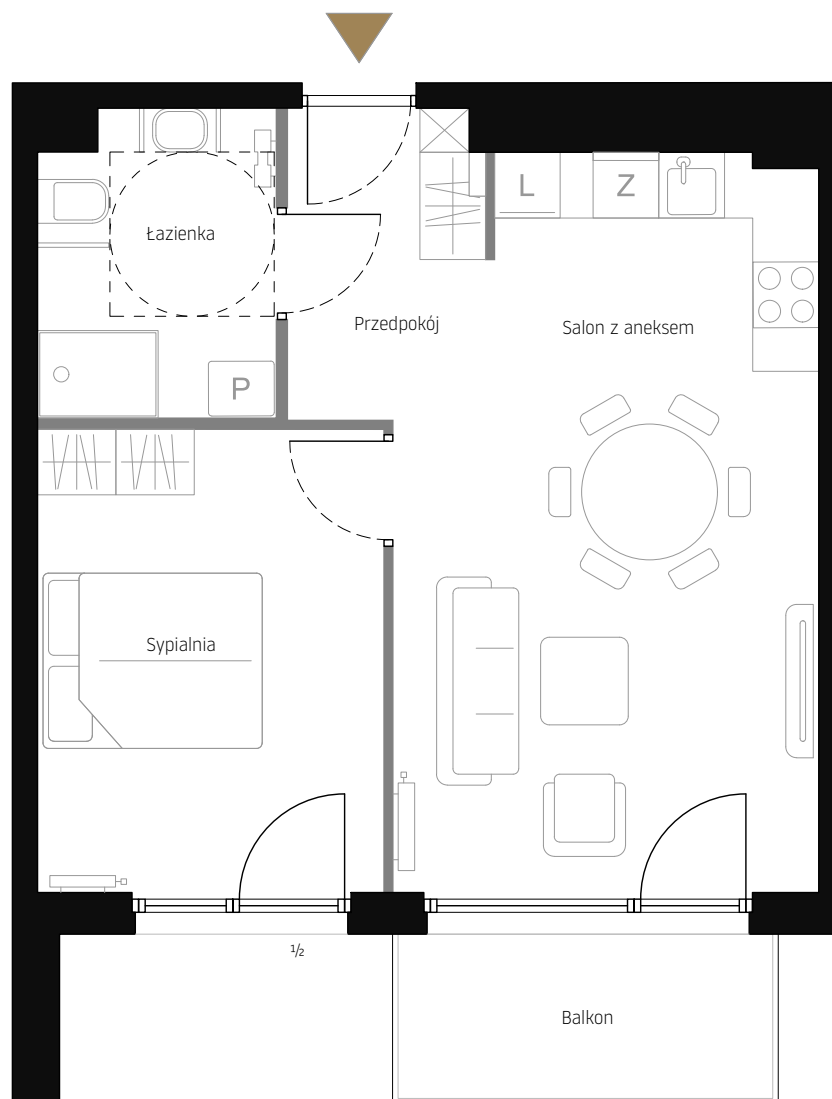 L
Z
Łazienka
Przedpokój
Salon z aneksem
P
Sypialnia
½
Balkon